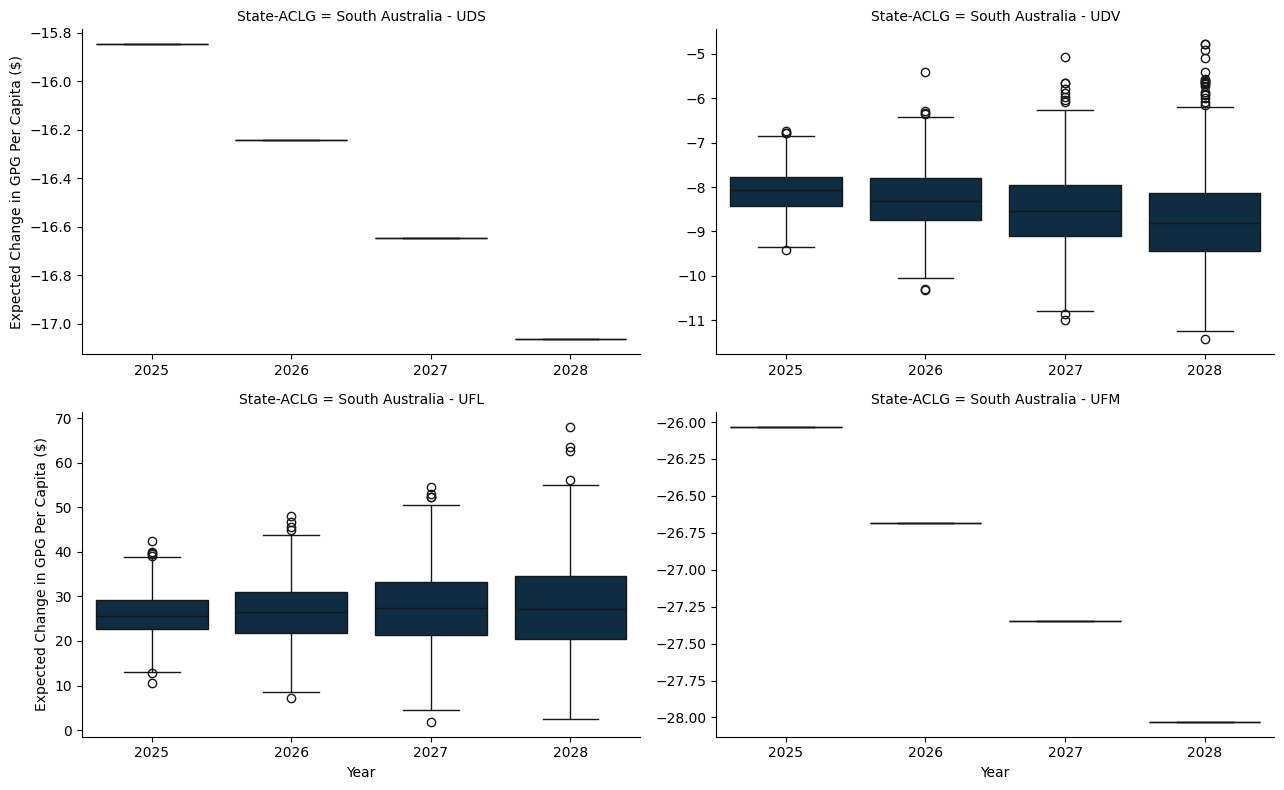 State-ACLG = South Australia - UDS
Expected Change in GPG Per Capita ($)
−15.8
−16.0
−16.2
−16.4
−16.6
−16.8
−17.0
2025 2026 2027 2028
State-ACLG = South Australia - UDV
−5
−6
−7
−8
−9
−10
−11
2025 2026 2027 2028
State-ACLG = South Australia - UFL
Expected Change in GPG Per Capita ($)
70
60
50
40
30
20
10
0
2025 2026 2027 2028
Year
State-ACLG = South Australia - UFM
−26.00
−26.25
−26.50
−26.75
−27.00
−27.25
−27.50
−27.75
−28.00
2025 2026 2027 2028
Year